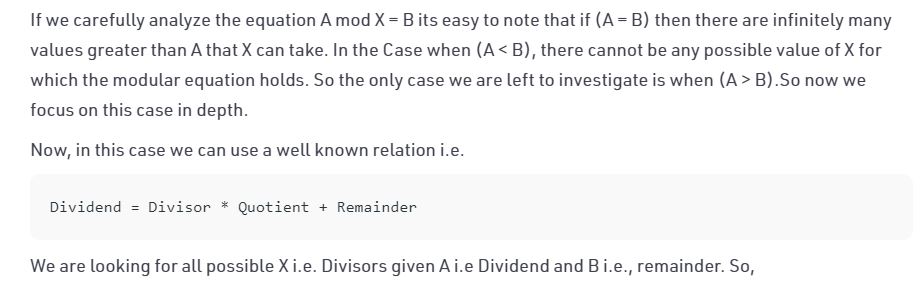 If we carefully analyze the equation A mod X = B its easy to note that if (A = B) then there are infinitely many
values greater than A that X can take. In the Case when (A < B), there cannot be any possible value of X for
which the modular equation holds. So the only case we are left to investigate is when (A > B).So now we
focus on this case in depth.
Now, in this case we can use a well known relation i.e.
Dividend = Divisor * Quotient + Remainder
We are looking for all possible X i.e. Divisors given A i.e Dividend and B i.e., remainder. So,